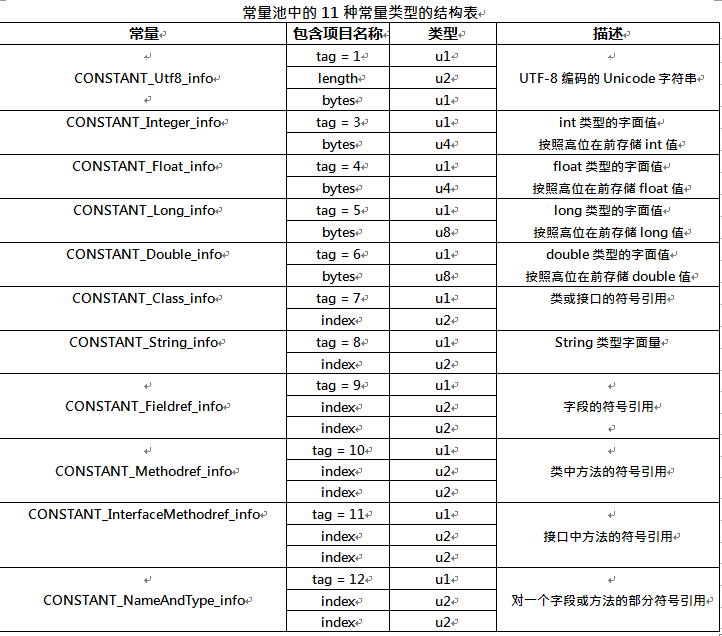 常量池中的 11 种常量类型的结构表
常量 包含项目名称 类型 描述
tag = 1 u1
CONSTANT_Utf8_info length u2 UTF-8 编码的 Unicode 字符串
bytes u1
CONSTANT_Integer_info tag = 3 u1 int 类型的字面值
bytes u4 按照高位在前存储 int 值
CONSTANT_Float_info tag = 4 u1 float 类型的字面值
bytes u4 按照高位在前存储 float 值
CONSTANT_Long_info tag = 5 u1 long 类型的字面值
bytes u8 按照高位在前存储 long 值
CONSTANT_Double_info tag = 6 u1 double 类型的字面值
bytes u8 按照高位在前存储 double 值
CONSTANT_Class_info tag = 7 u1 类或接口的符号引用
index u2
CONSTANT_String_info tag = 8 u1 String 类型字面量
index u2
tag = 9 u1
CONSTANT_Fieldref_info index u2 字段的符号引用
index u2
tag = 10 u1
CONSTANT_Methodref_info index u2 类中方法的符号引用
index u2
CONSTANT_InterfaceMethodref_info tag = 11 u1
index u2 接口中方法的符号引用
index u2
tag = 12 u1
CONSTANT_NameAndType_info index u2 对一个字段或方法的部分符号引用
index u2